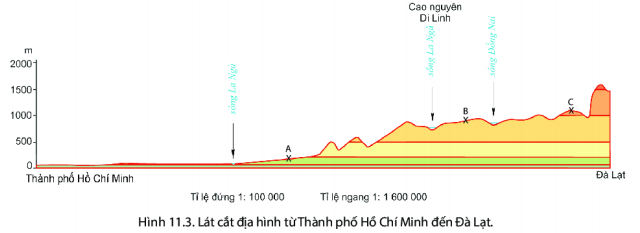 Cao nguyên
Di Linh
m
2000
1500
1000
500
0
sông La Ngà
sông La Ngà
sông Đồng Nai
A
B
C
Thành phố Hồ Chí Minh
Đà Lạt
Tỉ lệ đứng 1: 100 000
Tỉ lệ ngang 1: 1 600 000
Hình 11.3. Lát cắt địa hình từ Thành phố Hồ Chí Minh đến Đà Lạt.